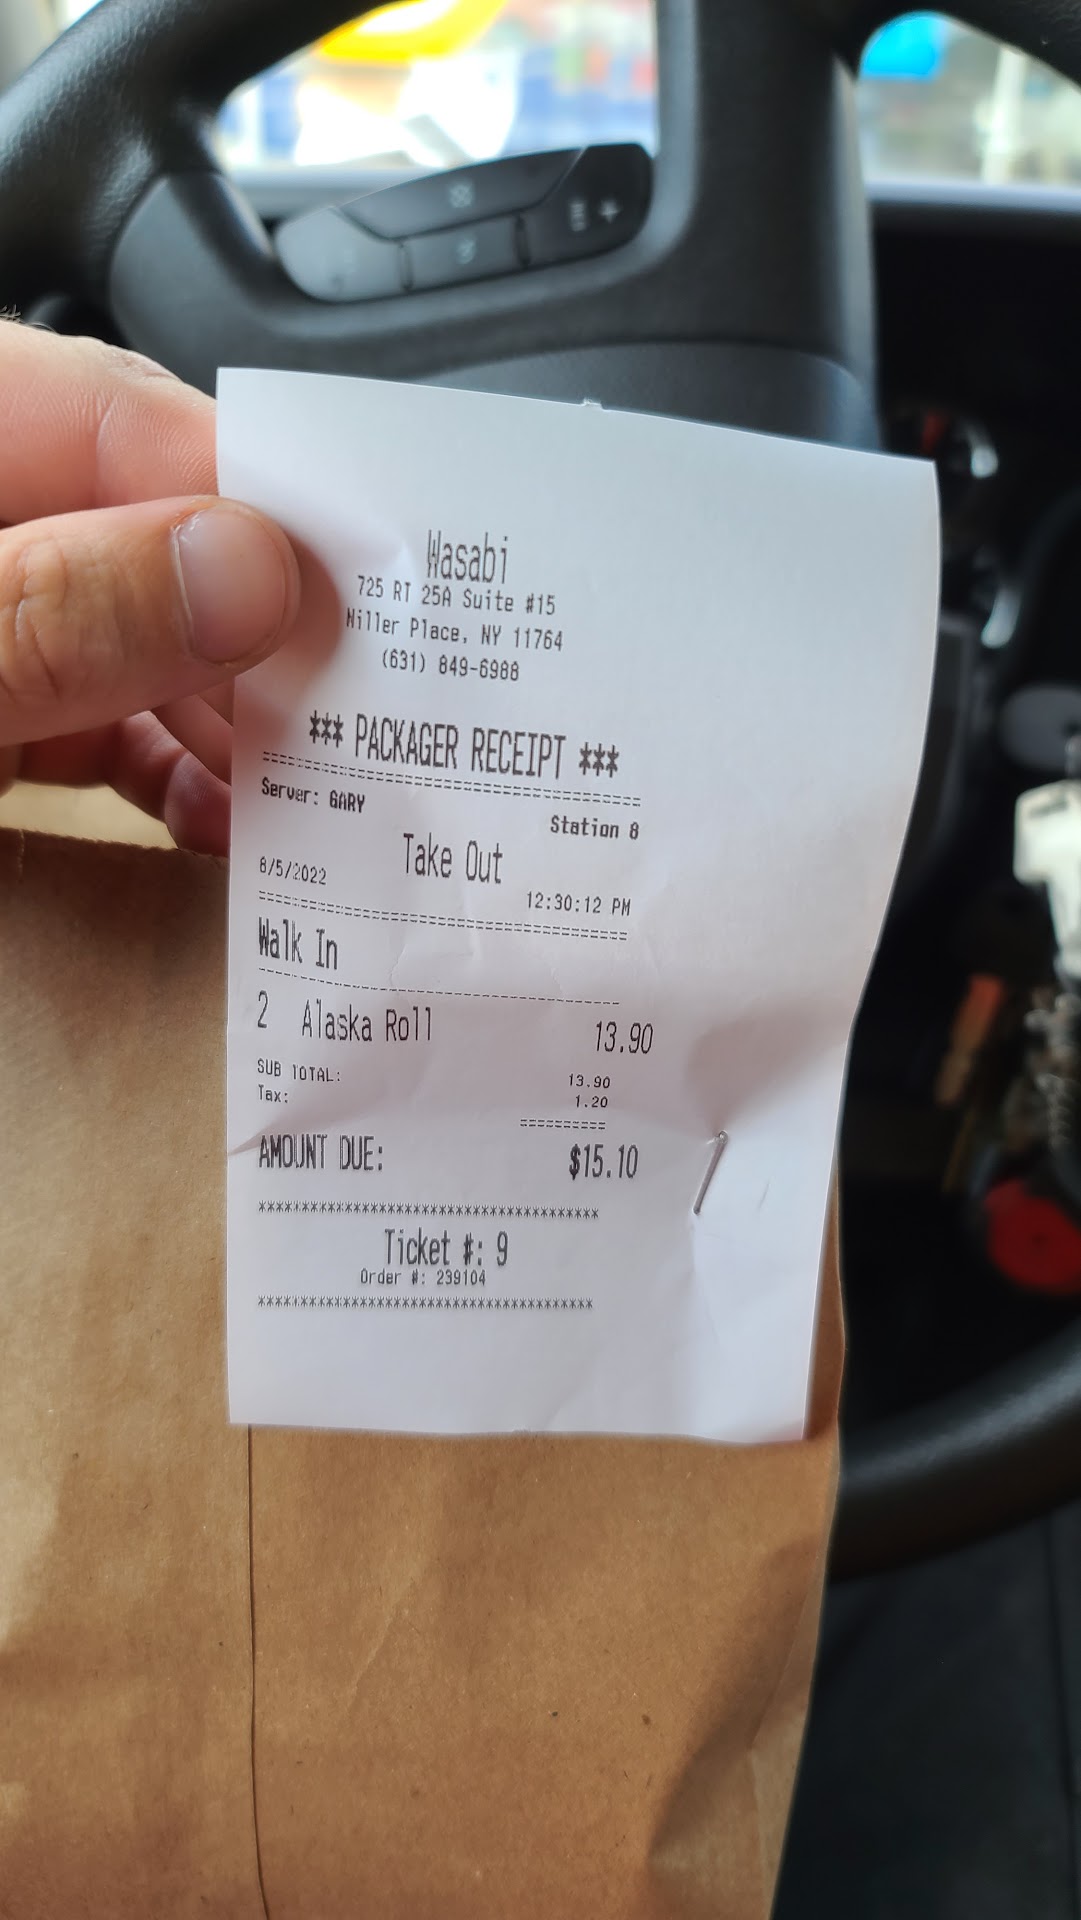 Wasabi
725 RT 25A Suite #15
Miller Place, NY 11764
(631) 849-6988
*** PACKAGER RECEIPT ***
======================================
Server: GARY Station 8
Take Out
8/5/2022 12:30:12 PM
======================================
Walk In
--------------------------------------
2 Alaska Roll 13.90
SUB TOTAL: 13.90
Tax: 1.20
==========
AMOUNT DUE: $15.10
**************************************
Ticket #: 9
Order #: 239104
**************************************